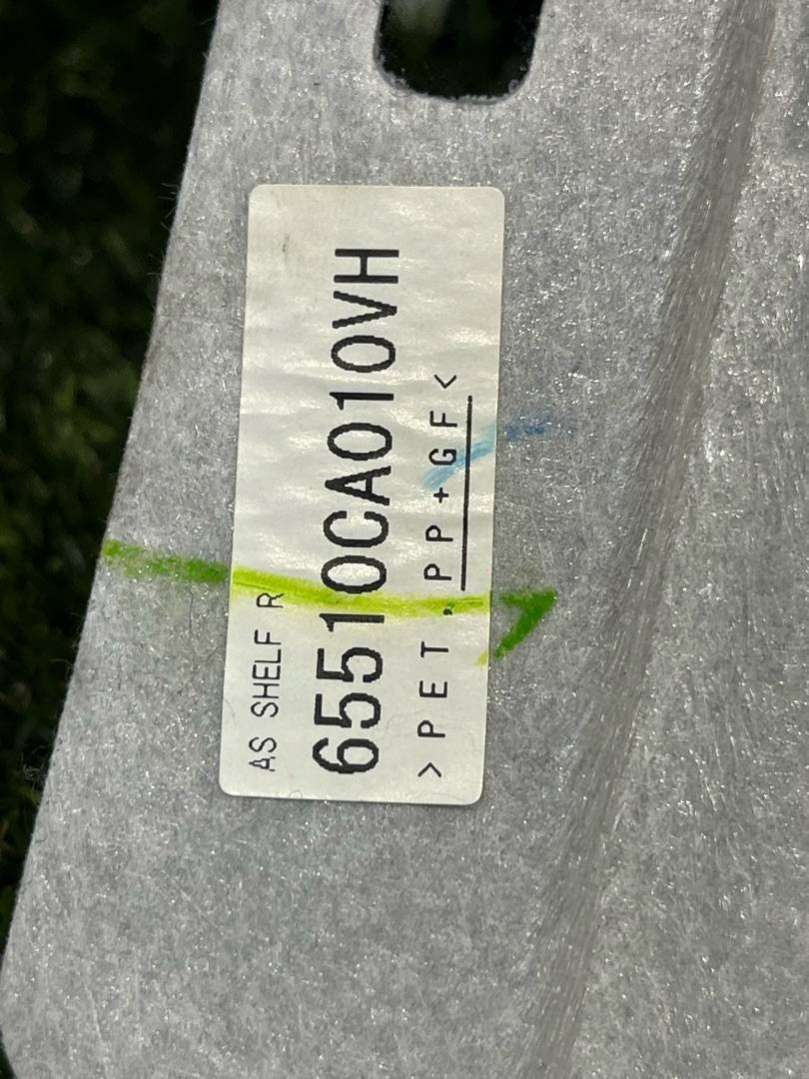 AS SHELF R
65510CA010VH
>PET.PP+GF<